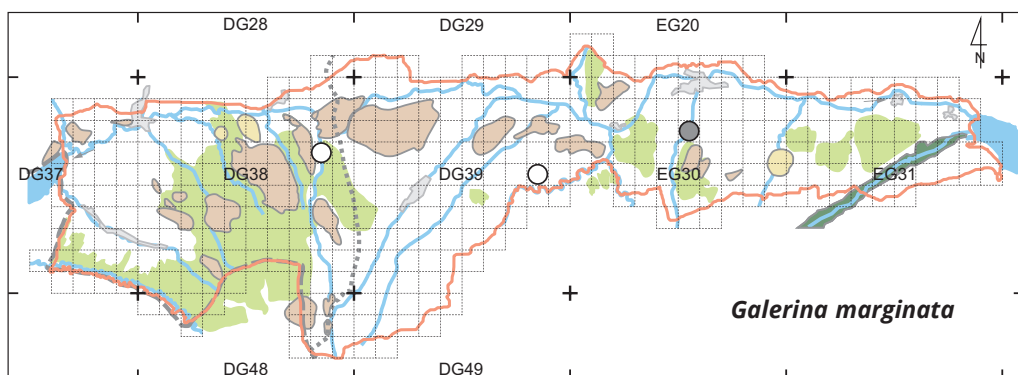 DG28 DG29 EG20
N
DG37 DG38 DG39 EG30 EG31
Galerina marginata
DG48 DG49